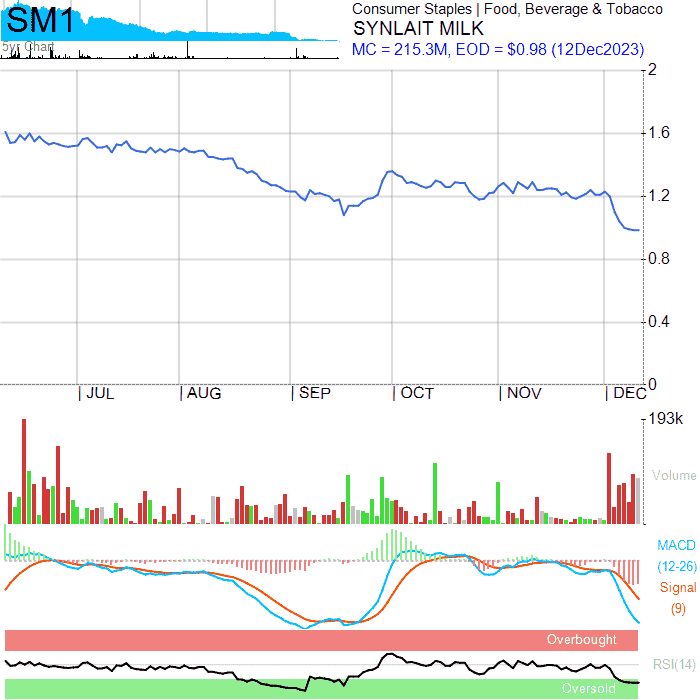 SM1
5yr Chart
Consumer Staples | Food, Beverage & Tobacco
SYNLAIT MILK
MC = 215.3M, EOD = $0.98 (12Dec2023)
2
1.6
1.2
0.8
0.4
0
| JUL | AUG | SEP | OCT | NOV | DEC
193k
Volume
MACD
(12-26)
Signal
(9)
Overbought
RSI(14)
Oversold